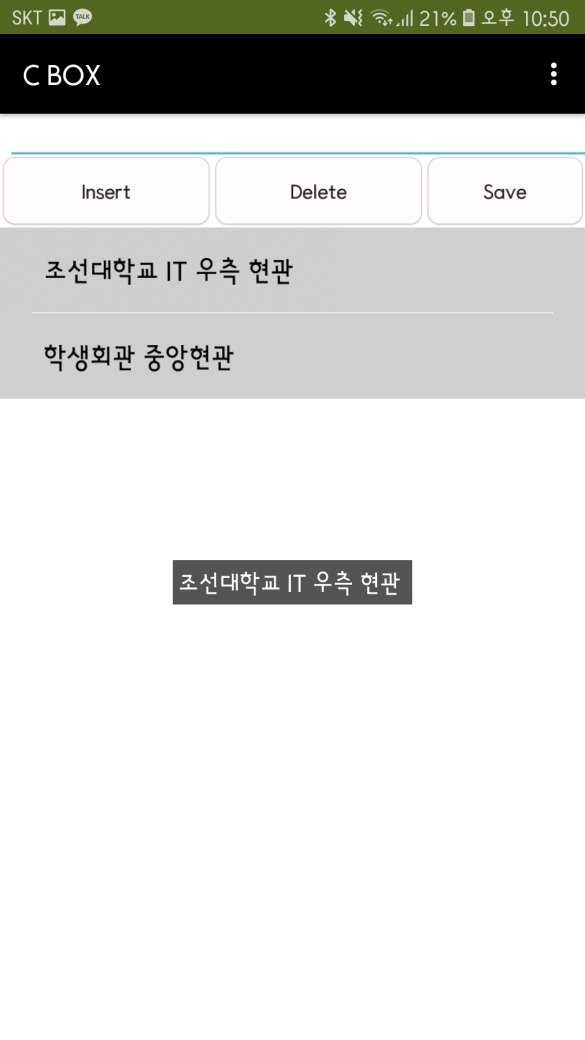 SKT TALK 21% 오후 10:50
C BOX
Insert Delete Save
조선대학교 IT 우측 현관
학생회관 중앙현관
조선대학교 IT 우측 현관